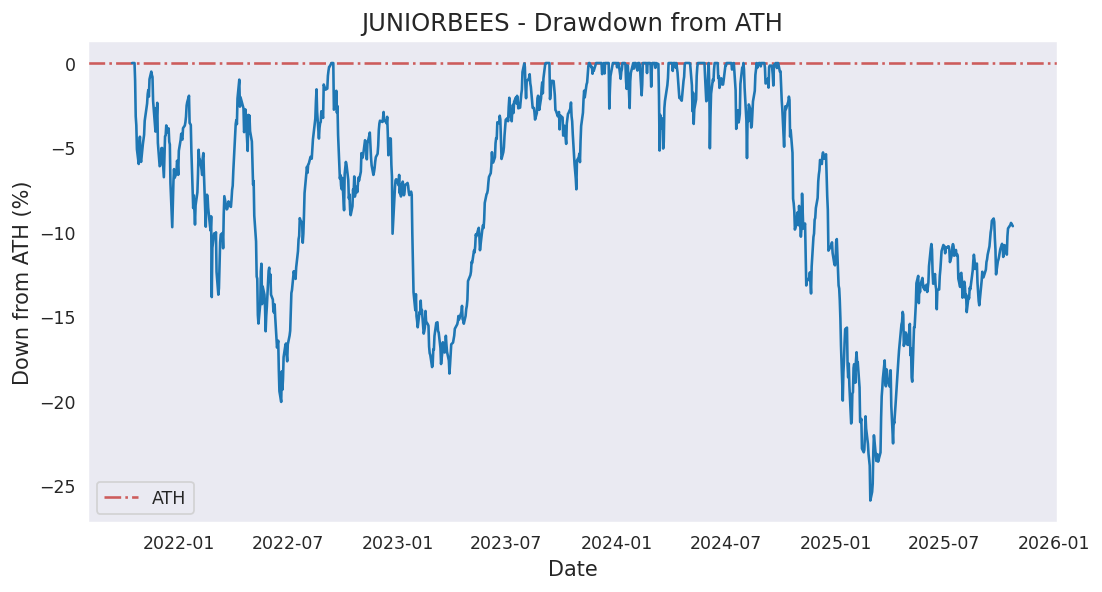 JUNIORBEES - Drawdown from ATH
Down from ATH (%)
0
−5
−10
−15
−20
−25
ATH
2022-01 2022-07 2023-01 2023-07 2024-01 2024-07 2025-01 2025-07 2026-01
Date